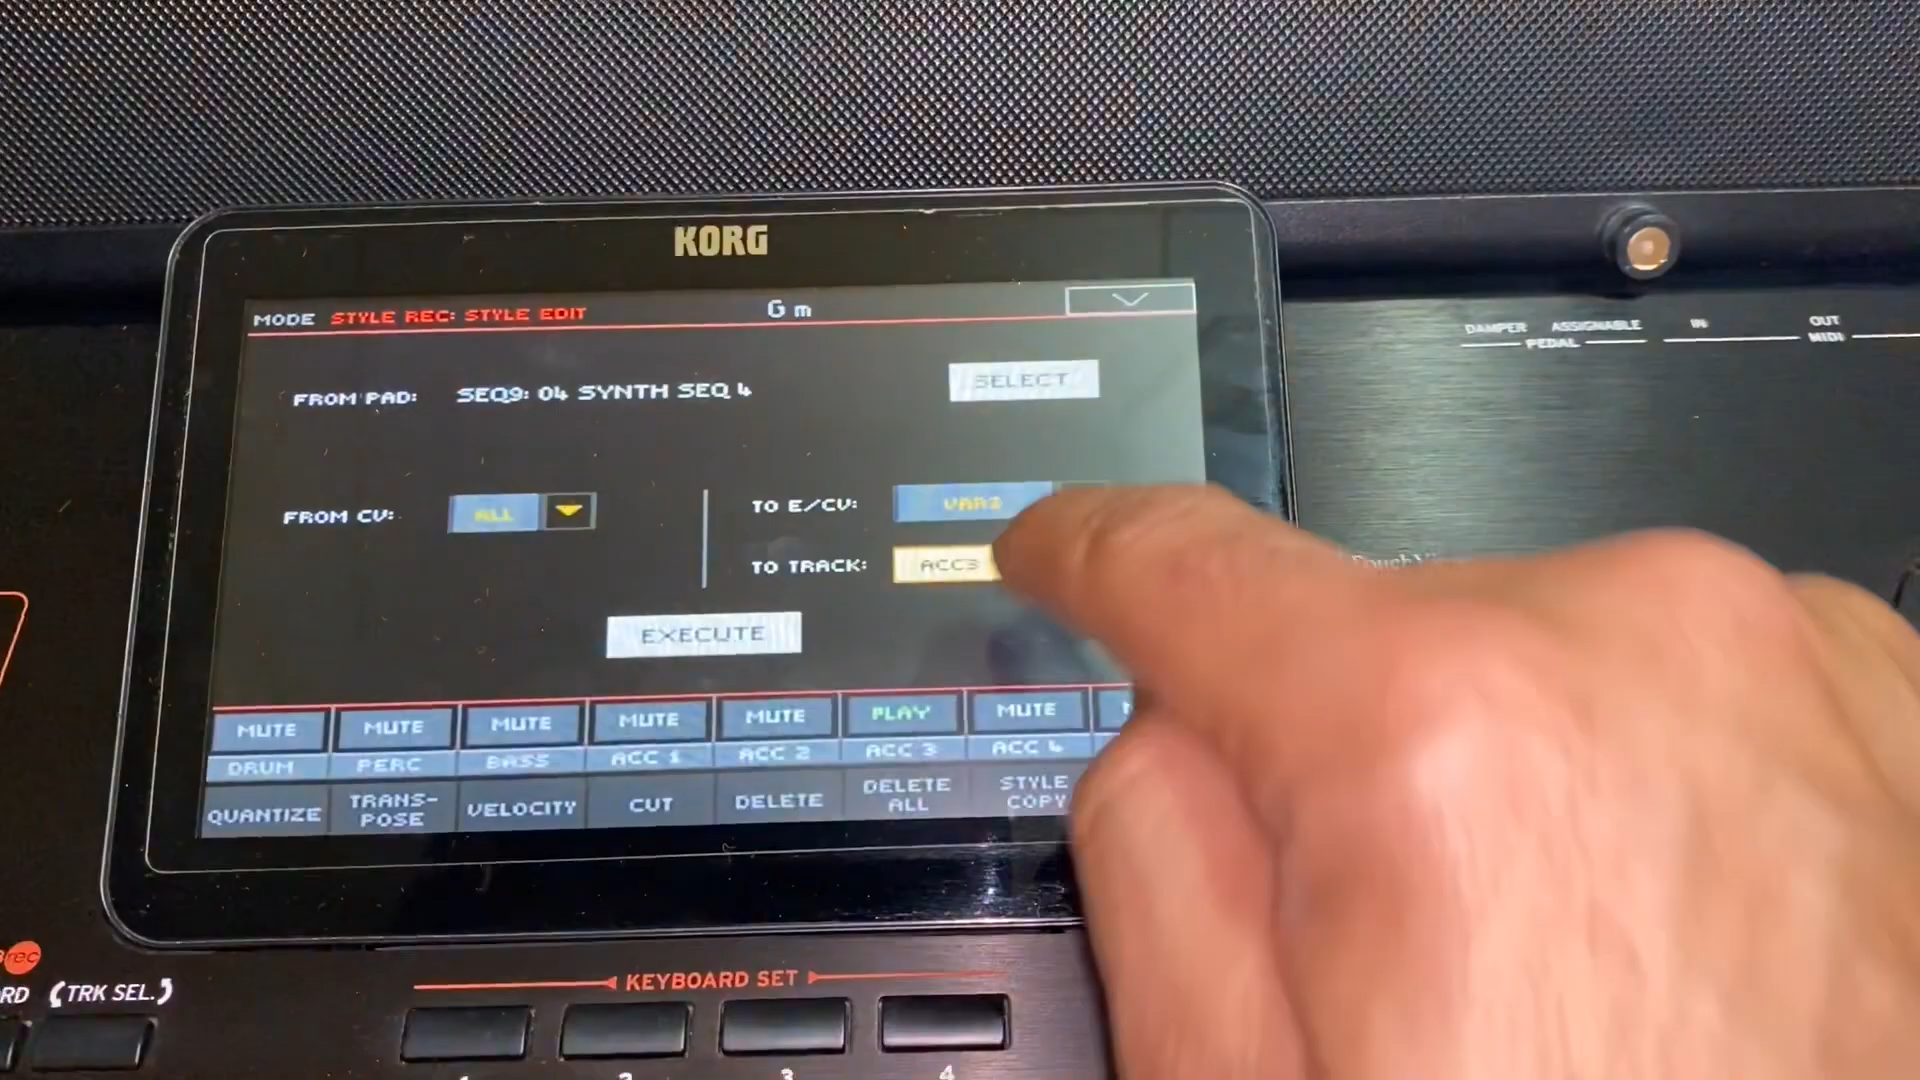 KORG
MODE STYLE REC: STYLE EDIT G m
FROM PAD: SEQ9: 04 SYNTH SEQ 4 SELECT
FROM CV: ALL
TO E/CV:
TO TRACK: ACC3
EXECUTE
MUTE MUTE MUTE MUTE MUTE PLAY MUTE
DRUM PERC BASS ACC 1 ACC 2 ACC 3 ACC 4
QUANTIZE TRANS-POSE VELOCITY CUT DELETE DELETE ALL STYLE COPY
DAMPER ASSIGNABLE IN OUT
PEDAL MIDI
rec
TRK SEL.
KEYBOARD SET